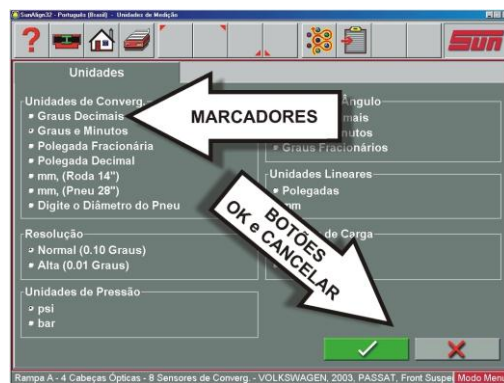 SunAlign32 - Português (Brasil) - Unidades de Medição
Sun
Unidades
Unidades de Converg.
Graus Decimais
Graus e Minutos
Polegada Fracionária
Polegada Decimal
mm, (Roda 14")
mm, (Pneu 28")
Digite o Diâmetro do Pneu
Resolução
Normal (0.10 Graus)
Alta (0.01 Graus)
Unidades de Pressão
psi
bar
MARCADORES
Ângulo
Graus Fracionários
Unidades Lineares
Polegadas
BOTÕES
OK e CANCELAR
de Carga
Rampa A - 4 Cabeças Ópticas - 8 Sensores de Converg. - VOLKSWAGEN, 2003, PASSAT, Front Suspe
Modo Menu